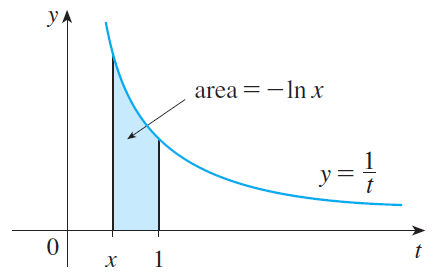 y
area = −ln x
y = 1/t
0
x
1
t